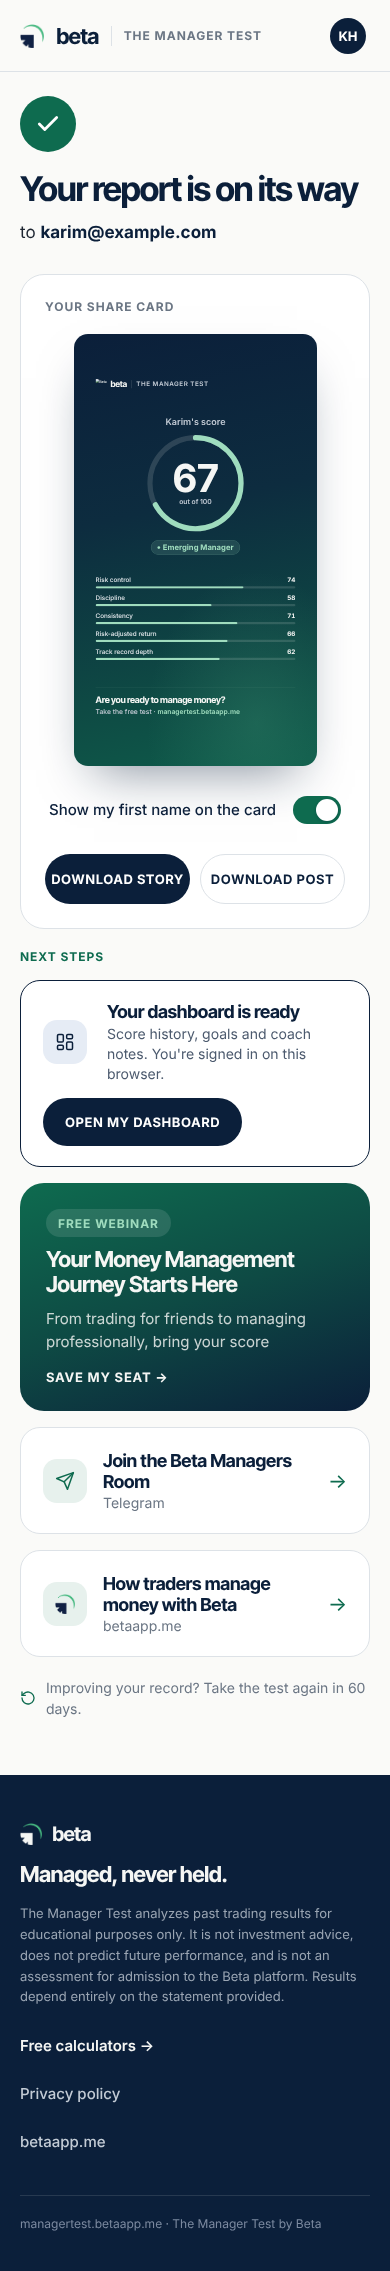 beta THE MANAGER TEST KH
Your report is on its way
to karim@example.com
YOUR SHARE CARD
beta THE MANAGER TEST
Karim's score
67
out of 100
• Emerging Manager
Risk control 74
Discipline 58
Consistency 71
Risk-adjusted return 66
Track record depth 62
Are you ready to manage money?
Take the free test · managertest.betaapp.me
Show my first name on the card
DOWNLOAD STORY DOWNLOAD POST
NEXT STEPS
Your dashboard is ready
Score history, goals and coach
notes. You're signed in on this
browser.
OPEN MY DASHBOARD
FREE WEBINAR
Your Money Management
Journey Starts Here
From trading for friends to managing
professionally, bring your score
SAVE MY SEAT →
Join the Beta Managers
Room
Telegram
→
How traders manage
money with Beta
betaapp.me
→
Improving your record? Take the test again in 60
days.
beta
Managed, never held.
The Manager Test analyzes past trading results for
educational purposes only. It is not investment advice,
does not predict future performance, and is not an
assessment for admission to the Beta platform. Results
depend entirely on the statement provided.
Free calculators →
Privacy policy
betaapp.me
managertest.betaapp.me · The Manager Test by Beta